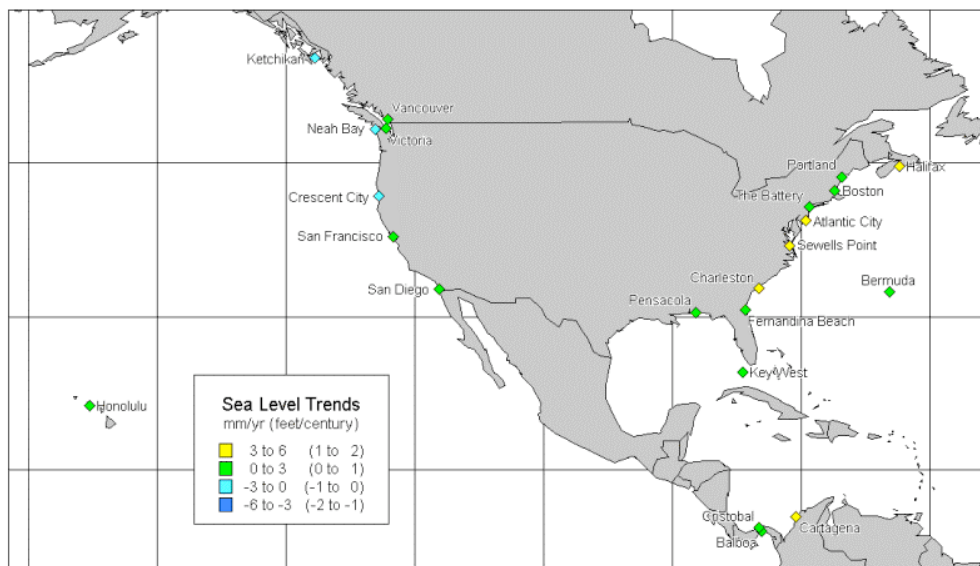 Ketchikan
Vancouver
Neah Bay
Victoria
Portland
Halifax
Crescent City
The Battery
Boston
Atlantic City
San Francisco
Sewells Point
Charleston
Bermuda
San Diego
Pensacola
Fernandina Beach
Key West
Honolulu
Sea Level Trends
mm/yr (feet/century)
3 to 6 (1 to 2)
0 to 3 (0 to 1)
-3 to 0 (-1 to 0)
-6 to -3 (-2 to -1)
Cristobal
Cartagena
Balboa